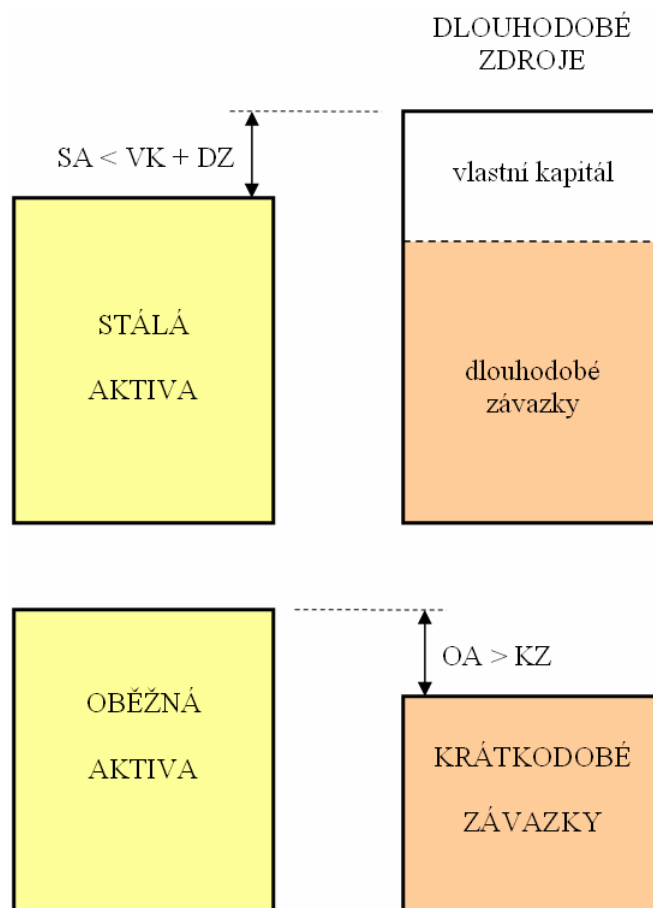 DLOUHODOBÉ
ZDROJE
SA < VK + DZ
vlastní kapitál
STÁLÁ
AKTIVA
dlouhodobé
závazky
OA > KZ
OBĚŽNÁ
AKTIVA
KRÁTKODOBÉ
ZÁVAZKY